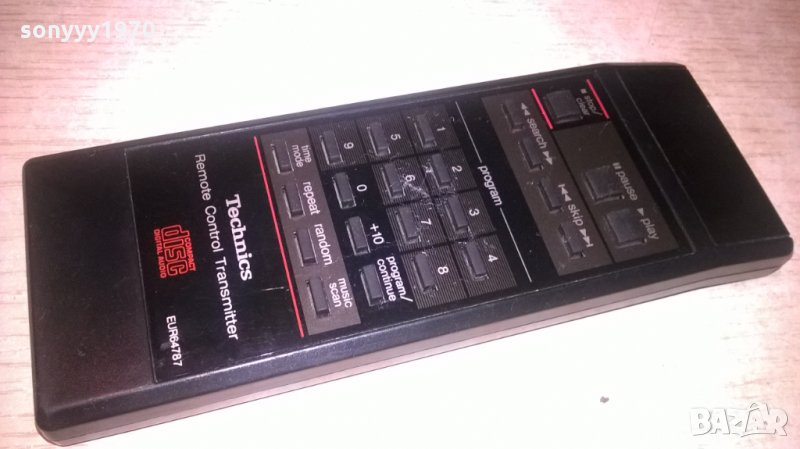 sonyyy1970
stop/
clear
search
pause
skip
play
program
1
5
9
2
6
0
3
7
+10
4
8
program/
continue
time
mode
repeat
random
music
scan
Technics
Remote Control Transmitter
COMPACT
disc
DIGITAL AUDIO
EUR64787
BAZAR